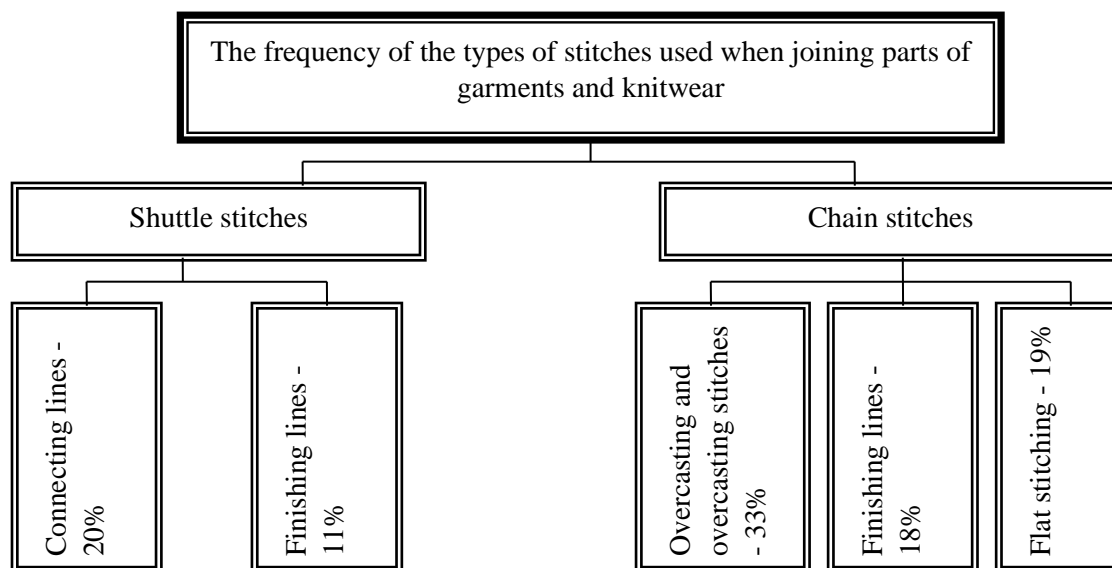 The frequency of the types of stitches used when joining parts of
garments and knitwear
Shuttle stitches
Chain stitches
Connecting lines -
20%
Finishing lines -
11%
Overcasting and
overcasting stitches
- 33%
Finishing lines -
18%
Flat stitching - 19%